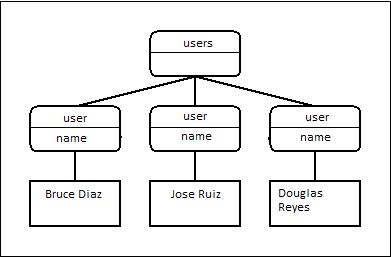 users
user
name
user
name
user
name
Bruce Diaz
Jose Ruiz
Douglas
Reyes